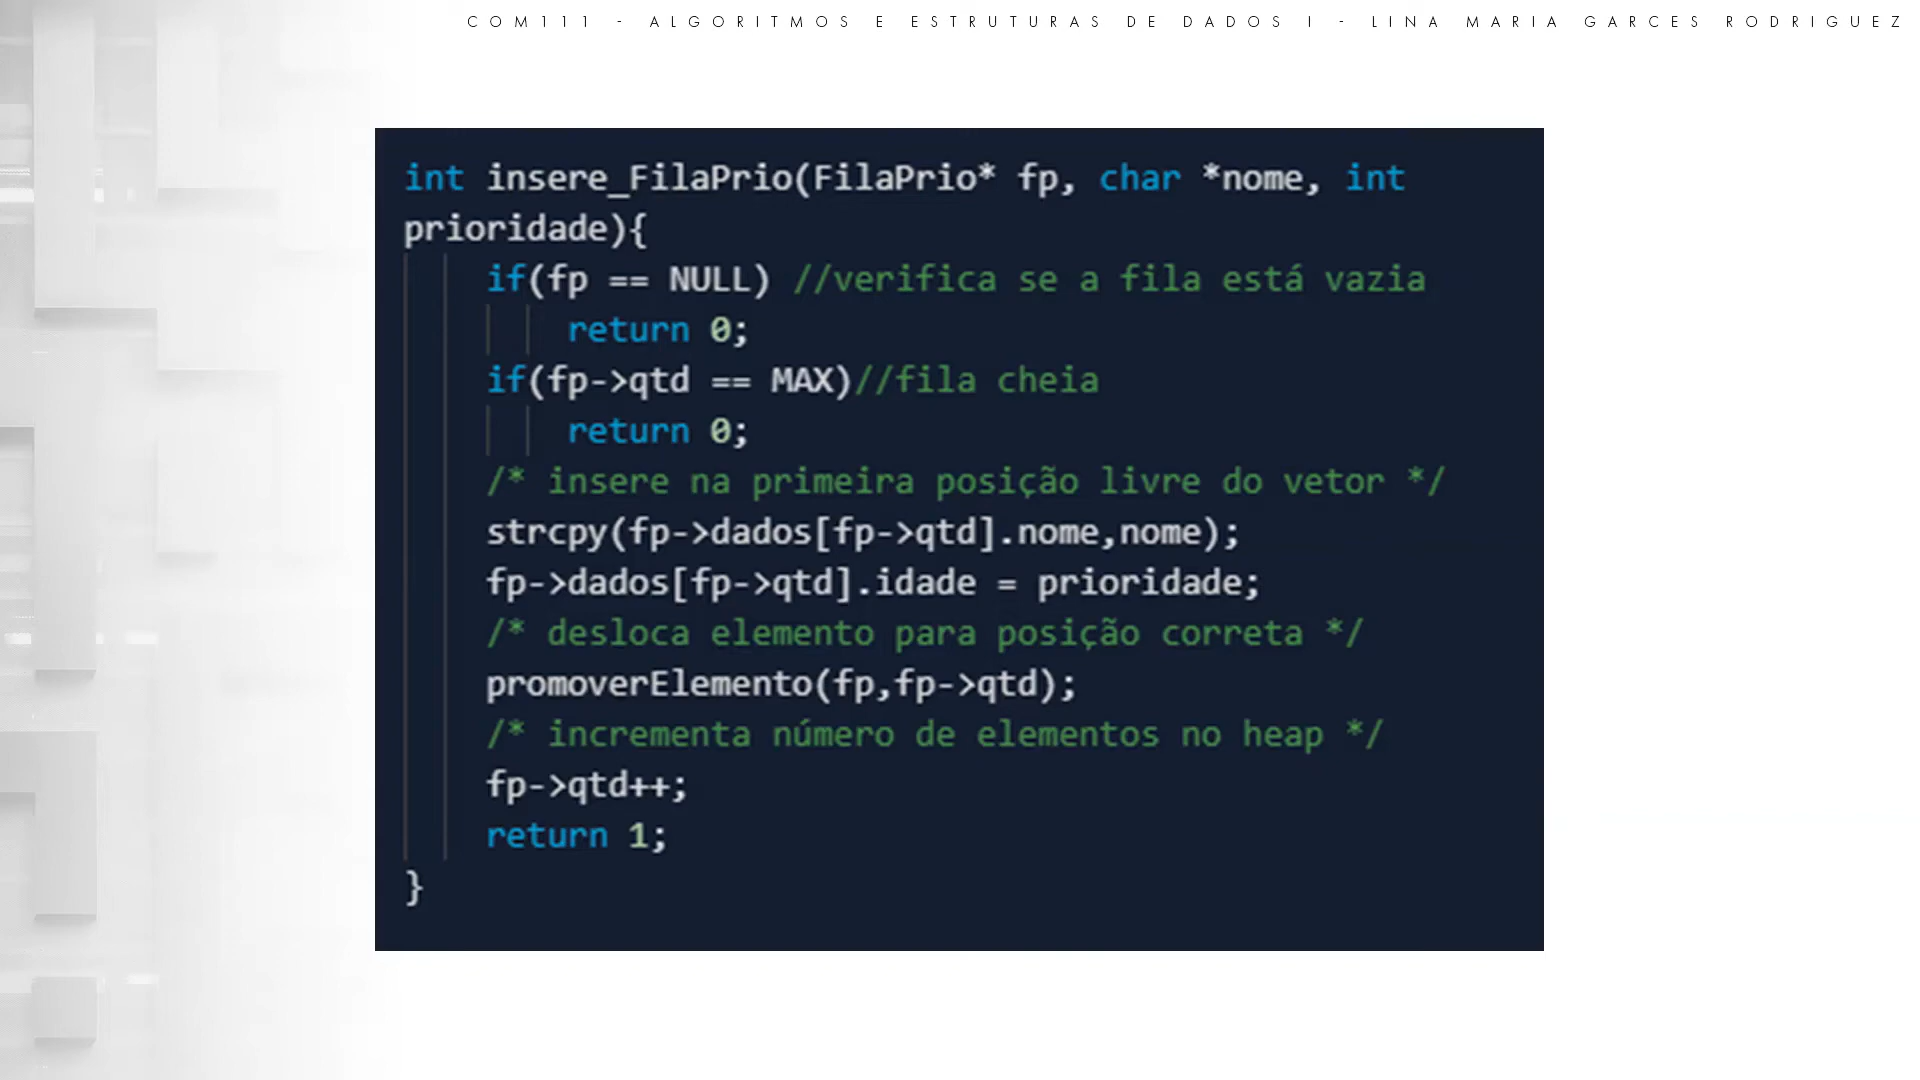 COM111 - ALGORITMOS E ESTRUTURAS DE DADOS I - LINA MARIA GARCES RODRIGUEZ
int insere_FilaPrio(FilaPrio* fp, char *nome, int
prioridade){
if(fp == NULL) //verifica se a fila está vazia
return 0;
if(fp->qtd == MAX)//fila cheia
return 0;
/* insere na primeira posição livre do vetor */
strcpy(fp->dados[fp->qtd].nome,nome);
fp->dados[fp->qtd].idade = prioridade;
/* desloca elemento para posição correta */
promoverElemento(fp,fp->qtd);
/* incrementa número de elementos no heap */
fp->qtd++;
return 1;
}